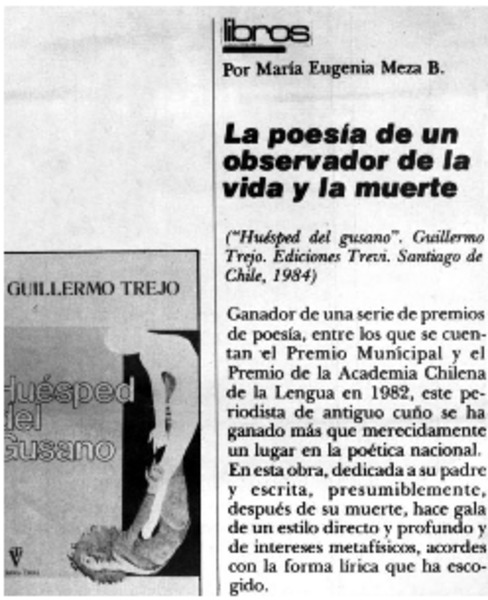 libros
Por María Eugenia Meza B.
La poesía de un
observador de la
vida y la muerte
("Huésped del gusano". Guillermo
Trejo. Ediciones Trevi. Santiago de
Chile, 1984)
Ganador de una serie de premios
de poesía, entre los que se cuen-
tan el Premio Municipal y el
Premio de la Academia Chilena
de la Lengua en 1982, este pe-
riodista de antiguo cuño se ha
ganado más que merecidamente
un lugar en la poética nacional.
En esta obra, dedicada a su padre
y escrita, presumiblemente,
después de su muerte, hace gala
de un estilo directo y profundo y
de intereses metafísicos, acordes
con la forma lírica que ha esco-
gido.
GUILLERMO TREJO
Huésped
del
Gusano